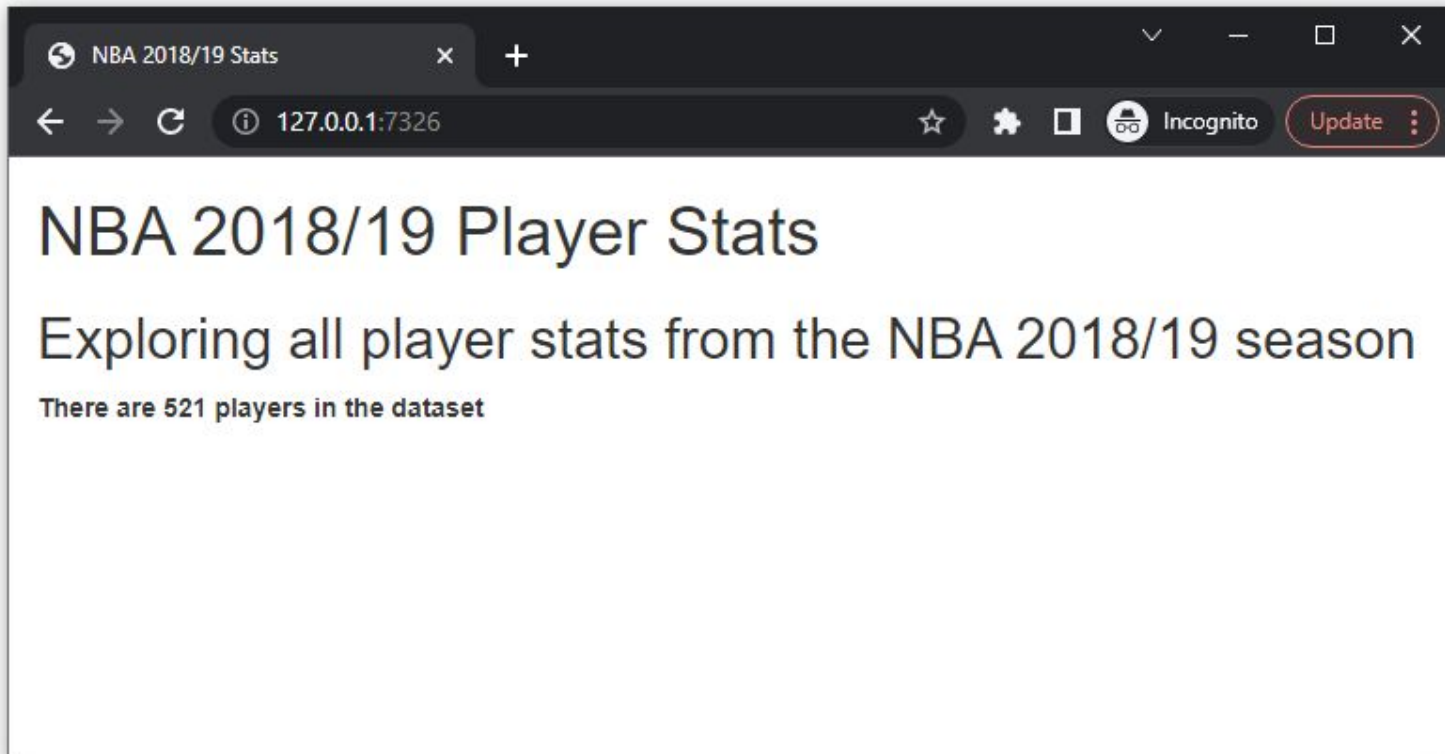 NBA 2018/19 Stats
127.0.0.1:7326
Incognito
Update
NBA 2018/19 Player Stats
Exploring all player stats from the NBA 2018/19 season
There are 521 players in the dataset